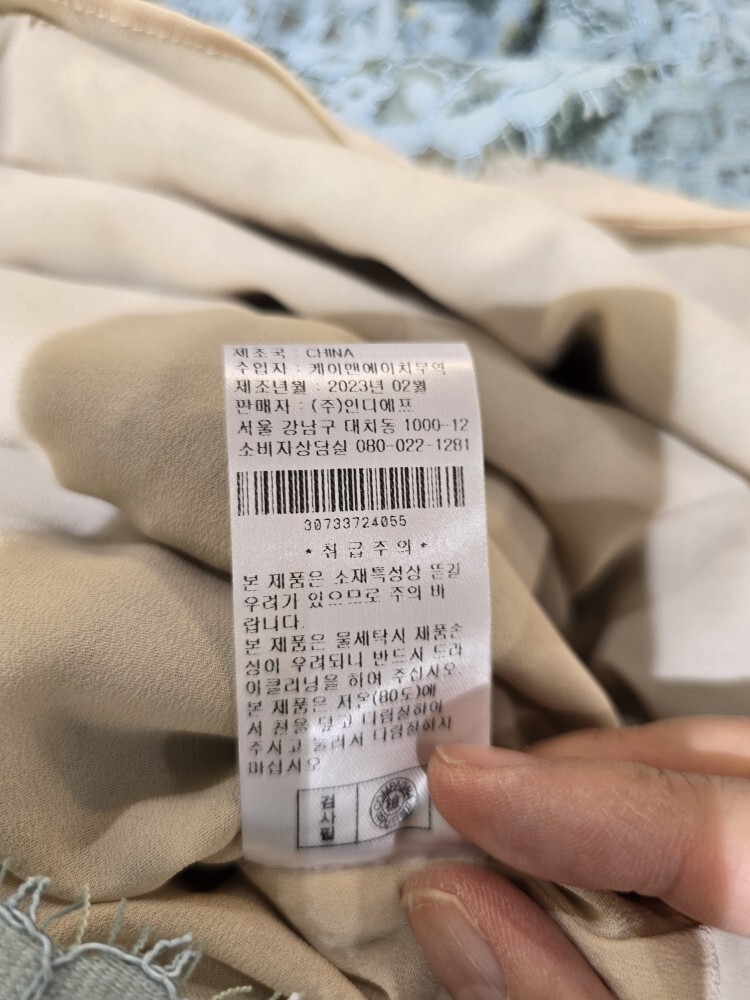 제조국 : CHINA
수입자 : 케이앤에이치무역
제조년월 : 2023년 02월
판매자 : (주)인디에프
서울 강남구 대치동 1000-12
소비자상담실 080-022-1281
30733724055
*취급주의*
본 제품은 소재특성상 뜯길
우려가 있으므로 주의 바
랍니다.
본 제품은 물세탁시 제품손
상이 우려되니 반드시 드라
이클리닝을 하여 주십시오.
본 제품은 저온(80도)에
서 천을 덮고 다림질하여
주시고 눌러서 다림질하지
마십시오
검사필
檢